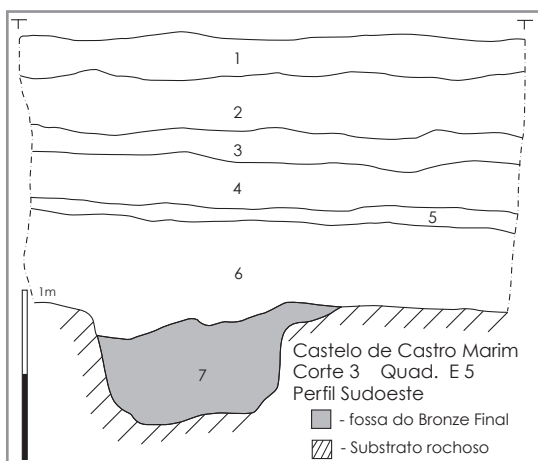 1
2
3
4
5
6
1m
7
Castelo de Castro Marim
Corte 3 Quad. E 5
Perfil Sudoeste
- fossa do Bronze Final
- Substrato rochoso